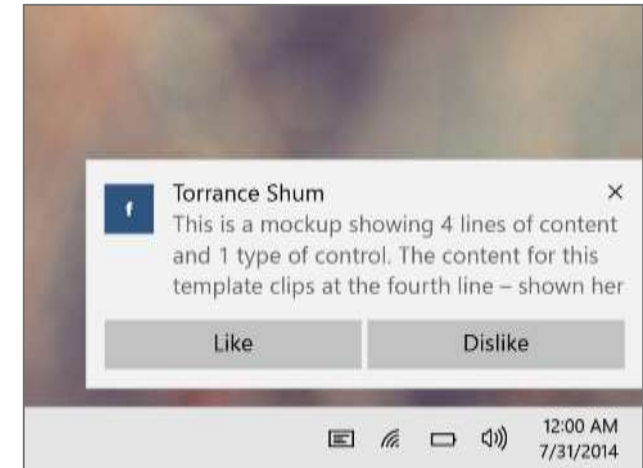 f
Torrance Shum
This is a mockup showing 4 lines of content
and 1 type of control. The content for this
template clips at the fourth line – shown her
Like Dislike
12:00 AM
7/31/2014